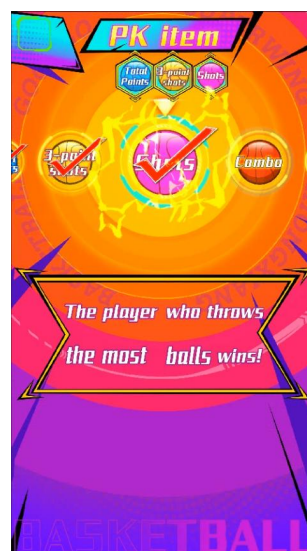 PK item
Total Points
3-point shots
Shots
3-point shots
Shots
Combo
The player who throws
the most balls wins!
BASKETBALL